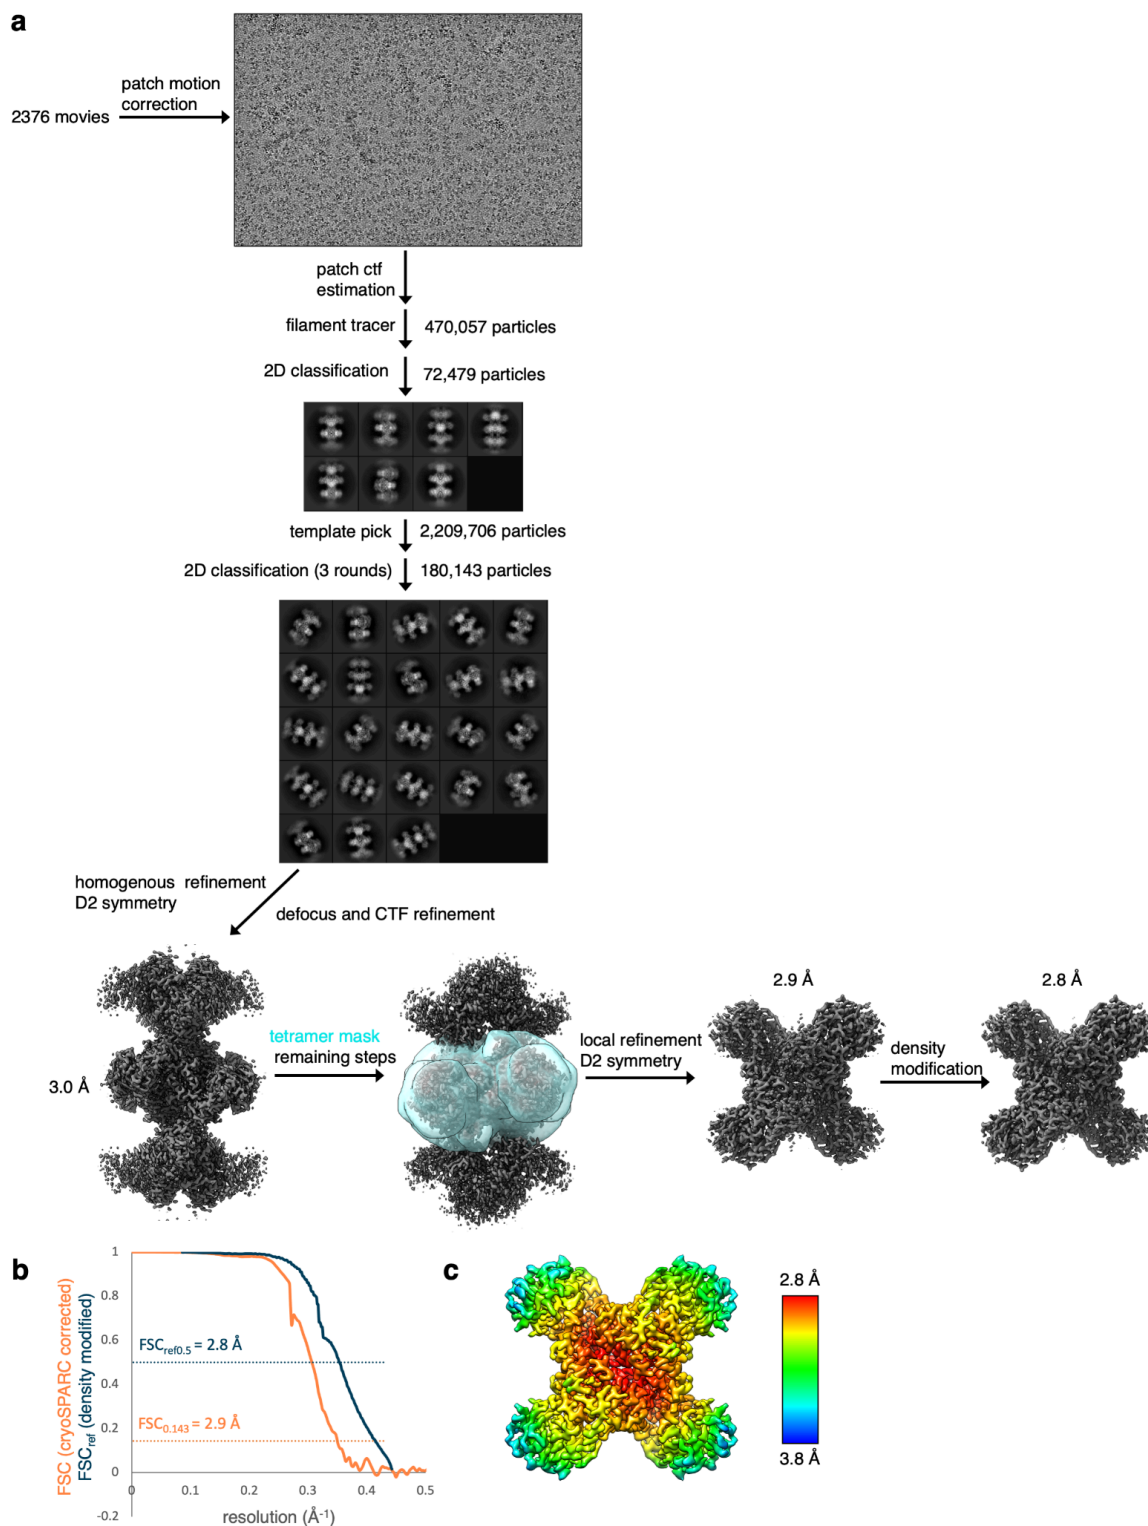 a
patch motion
correction
2376 movies
patch ctf
estimation
filament tracer
470,057 particles
2D classification
72,479 particles
template pick
2,209,706 particles
2D classification (3 rounds)
180,143 particles
homogenous refinement
D2 symmetry
defocus and CTF refinement
3.0 Å
tetramer mask
remaining steps
local refinement
D2 symmetry
2.9 Å
density
modification
2.8 Å
b
FSC (cryoSPARC corrected)
FSCref (density modified)
1
0.8
0.6
0.4
0.2
0
-0.2
FSCref0.5 = 2.8 Å
FSC0.143 = 2.9 Å
0
0.1
0.2
0.3
0.4
0.5
resolution (Å-1)
c
2.8 Å
3.8 Å